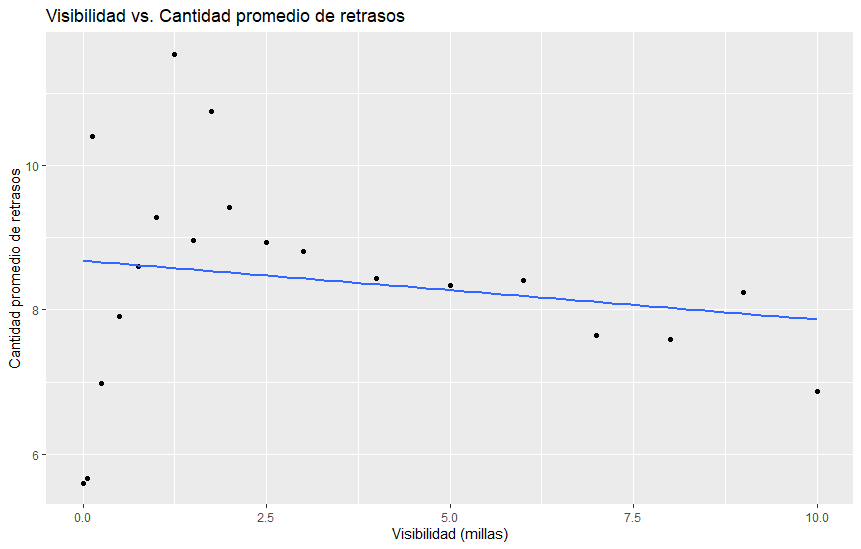 Visibilidad vs. Cantidad promedio de retrasos
Cantidad promedio de retrasos
10
8
6
0.0 2.5 5.0 7.5 10.0
Visibilidad (millas)